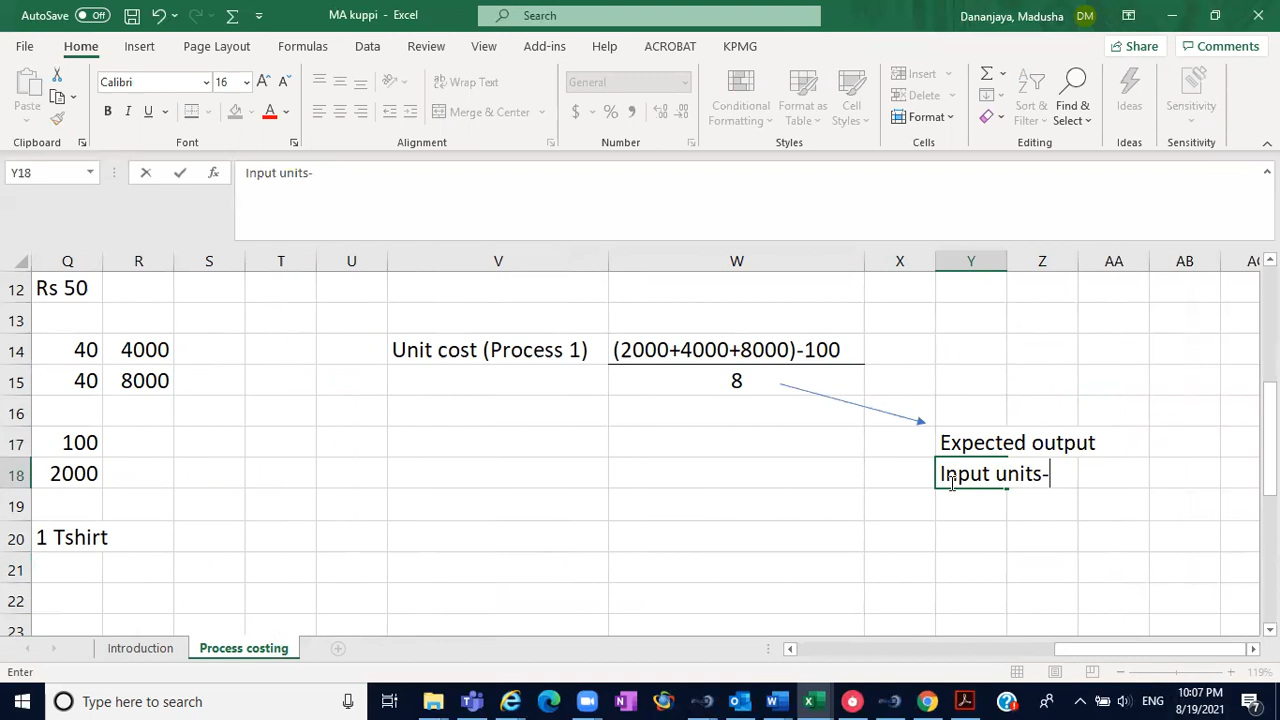 AutoSave Off
MA kuppi - Excel
Search
Dananjaya, Madusha DM
File Home Insert Page Layout Formulas Data Review View Add-ins Help ACROBAT KPMG Share Comments
Paste
Clipboard
Calibri 16 A A
B I U A
Font
Wrap Text
Merge & Center
Alignment
General
$ % ,
Number
Conditional Formatting
Format as Table
Cell Styles
Styles
Insert
Delete
Format
Cells
Sort & Filter
Find & Select
Editing
Ideas
Ideas
Sensitivity
Sensitivity
Y18 fx Input units-
Q R S T U V W X Y Z AA AB AC
12 Rs 50
13
14 40 4000 Unit cost (Process 1) (2000+4000+8000)-100
15 40 8000 8
16
17 100 Expected output
18 2000 Input units-
19
20 1 Tshirt
21
22
23
Introduction Process costing
Enter 119%
Type here to search
ENG
10:07 PM
8/19/2021
7